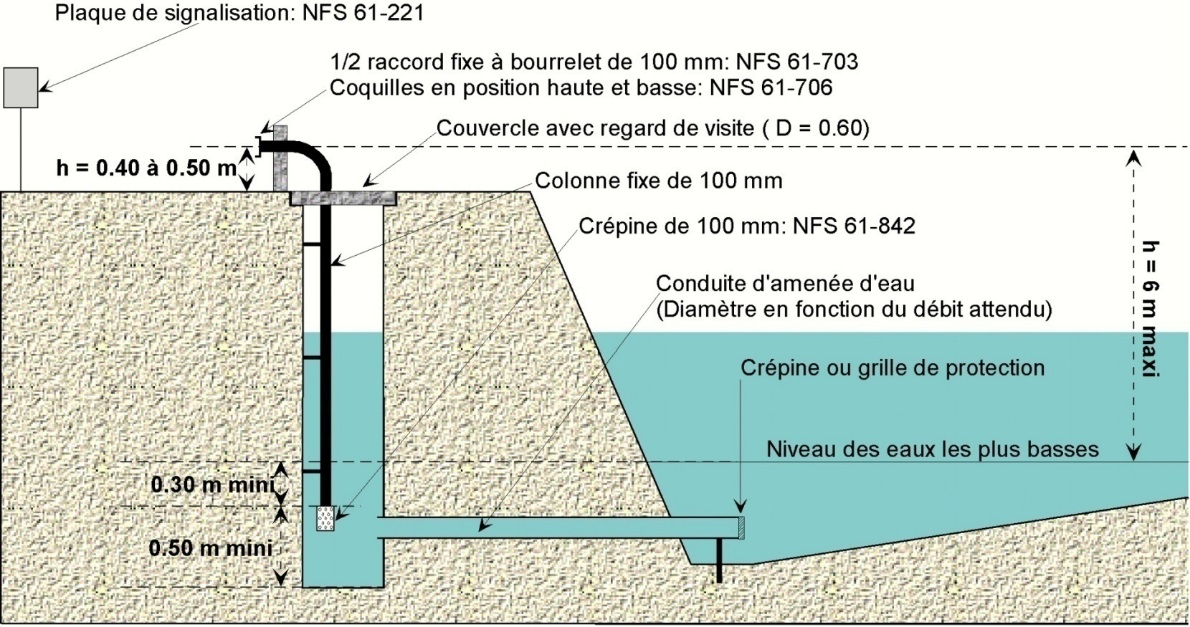 Plaque de signalisation: NFS 61-221
1/2 raccord fixe à bourrelet de 100 mm: NFS 61-703
Coquilles en position haute et basse: NFS 61-706
Couvercle avec regard de visite ( D = 0.60)
h = 0.40 à 0.50 m
Colonne fixe de 100 mm
Crépine de 100 mm: NFS 61-842
Conduite d'amenée d'eau
(Diamètre en fonction du débit attendu)
h = 6 m maxi
Crépine ou grille de protection
Niveau des eaux les plus basses
0.30 m mini
0.50 m mini